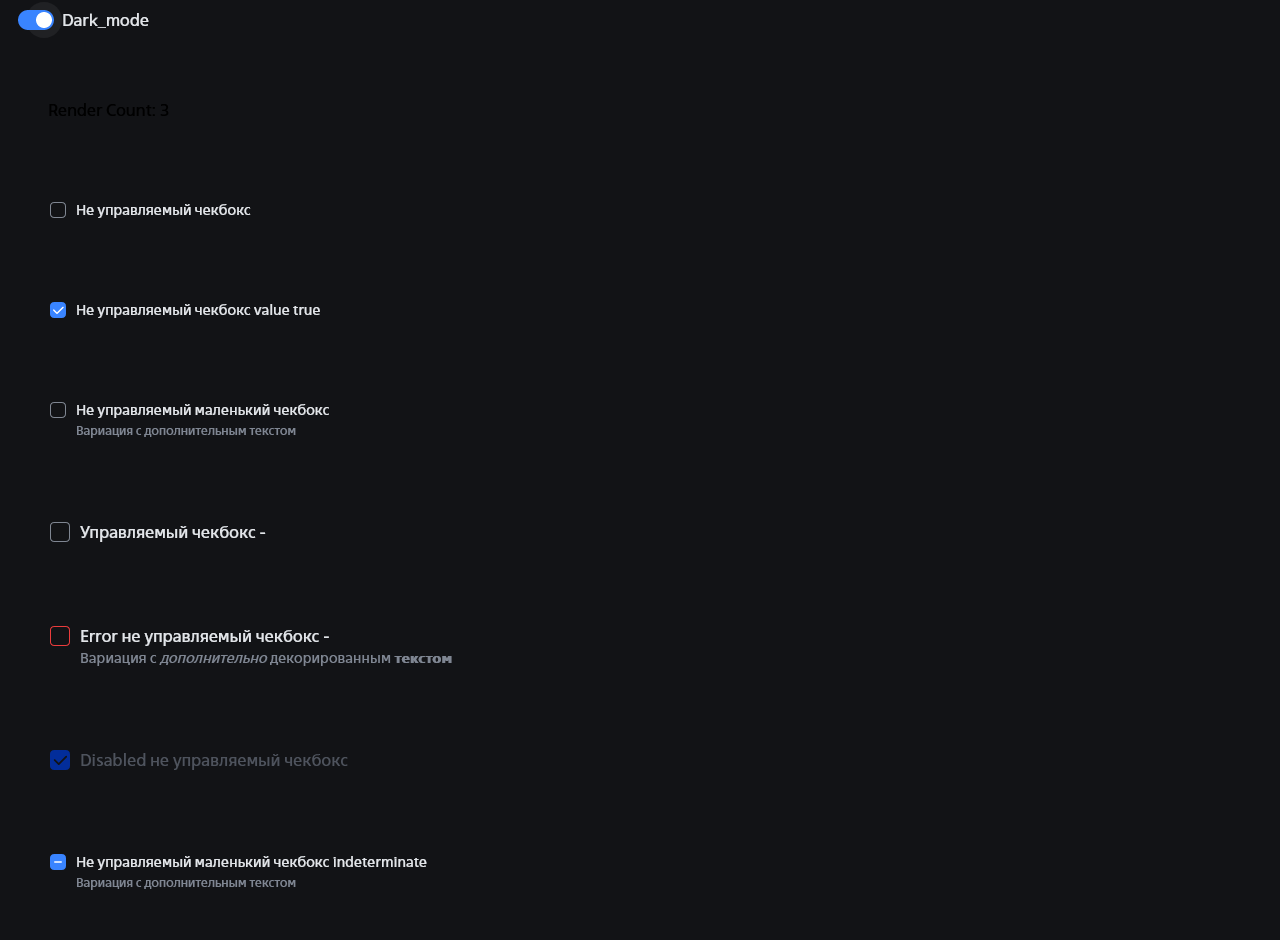 Dark_mode
Render Count: 3
Не управляемый чекбокс
Не управляемый чекбокс value true
Не управляемый маленький чекбокс
Вариация с дополнительным текстом
Управляемый чекбокс -
Error не управляемый чекбокс -
Вариация с дополнительно декорированным текстом
Disabled не управляемый чекбокс
Не управляемый маленький чекбокс indeterminate
Вариация с дополнительным текстом